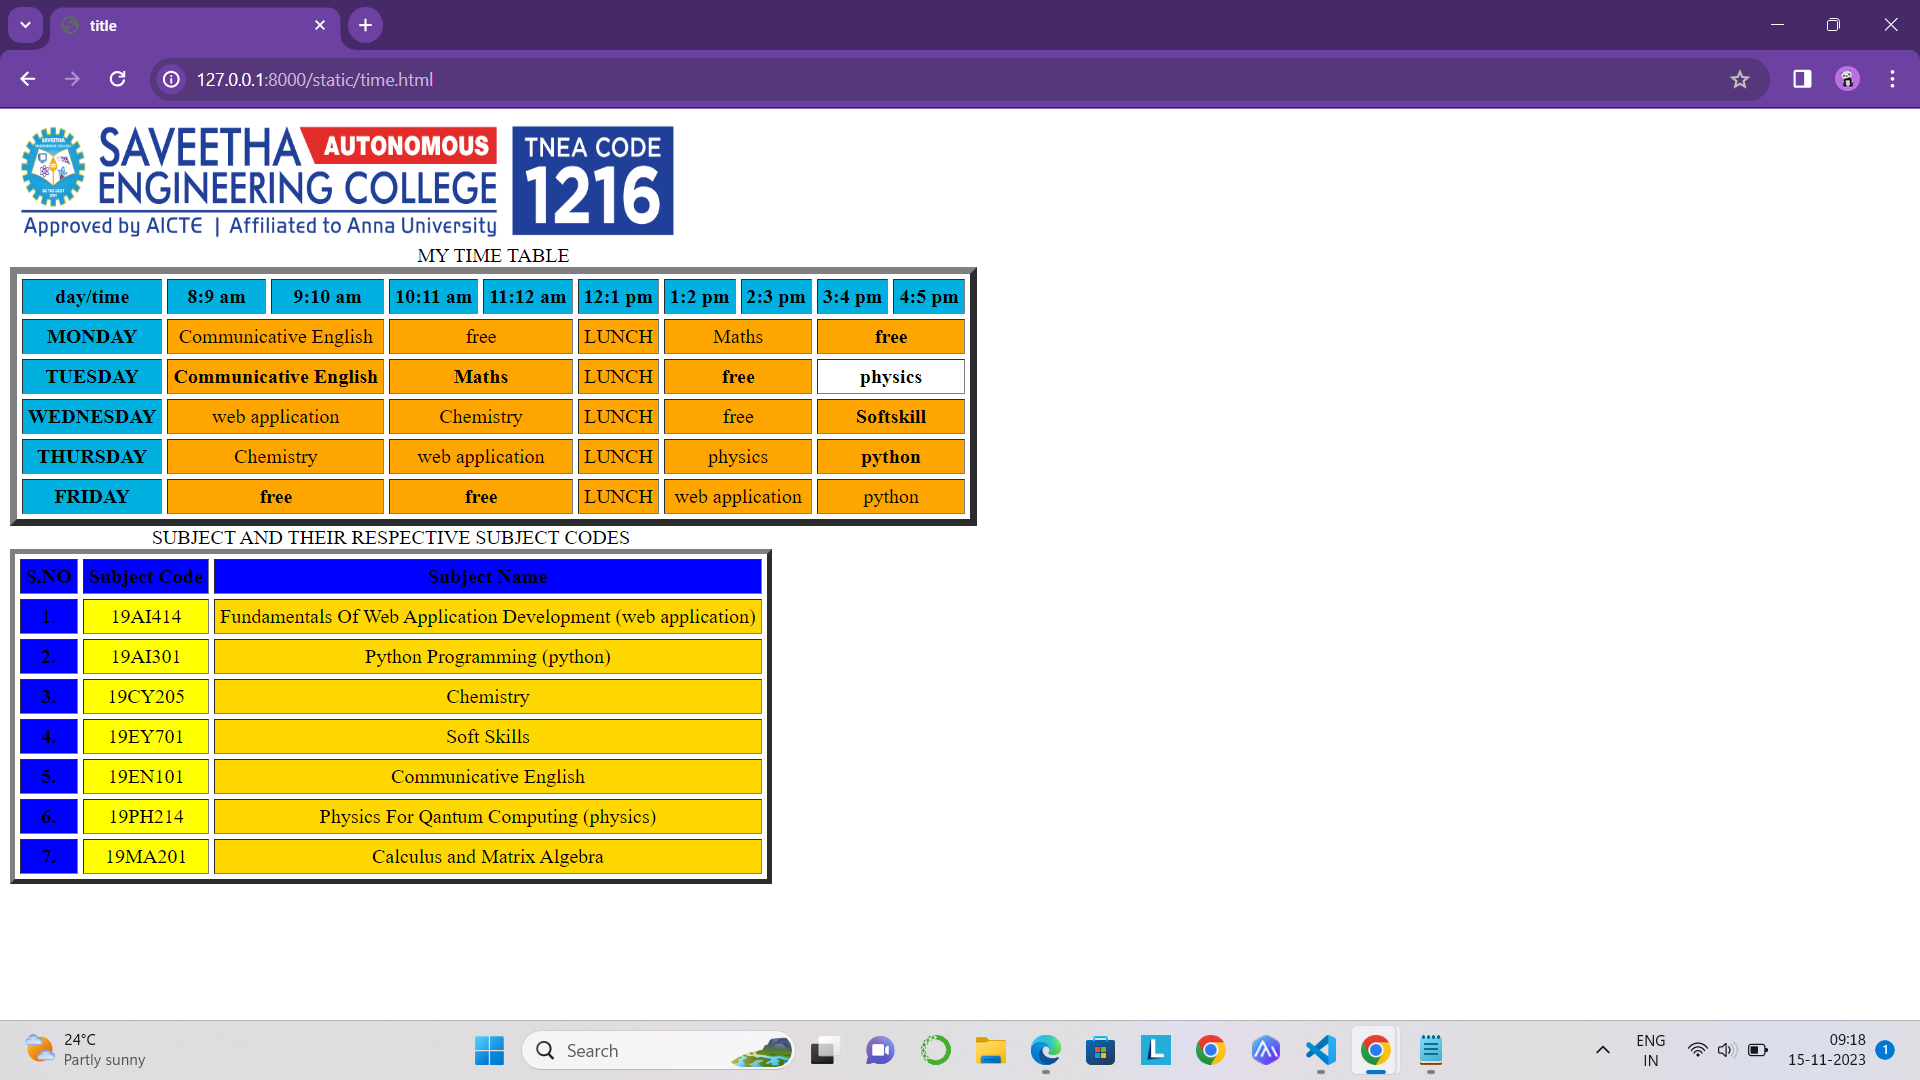 title
127.0.0.1:8000/static/time.html
SAVEETHA AUTONOMOUS
ENGINEERING COLLEGE
Approved by AICTE | Affiliated to Anna University
TNEA CODE
1216
MY TIME TABLE
day/time 8:9 am 9:10 am 10:11 am 11:12 am 12:1 pm 1:2 pm 2:3 pm 3:4 pm 4:5 pm
MONDAY Communicative English free LUNCH Maths free
TUESDAY Communicative English Maths LUNCH free physics
WEDNESDAY web application Chemistry LUNCH free Softskill
THURSDAY Chemistry web application LUNCH physics python
FRIDAY free free LUNCH web application python
SUBJECT AND THEIR RESPECTIVE SUBJECT CODES
S.NO Subject Code Subject Name
1. 19AI414 Fundamentals Of Web Application Development (web application)
2. 19AI301 Python Programming (python)
3. 19CY205 Chemistry
4. 19EY701 Soft Skills
5. 19EN101 Communicative English
6. 19PH214 Physics For Qantum Computing (physics)
7. 19MA201 Calculus and Matrix Algebra
24°C
Partly sunny
Search
ENG
IN
09:18
15-11-2023
1